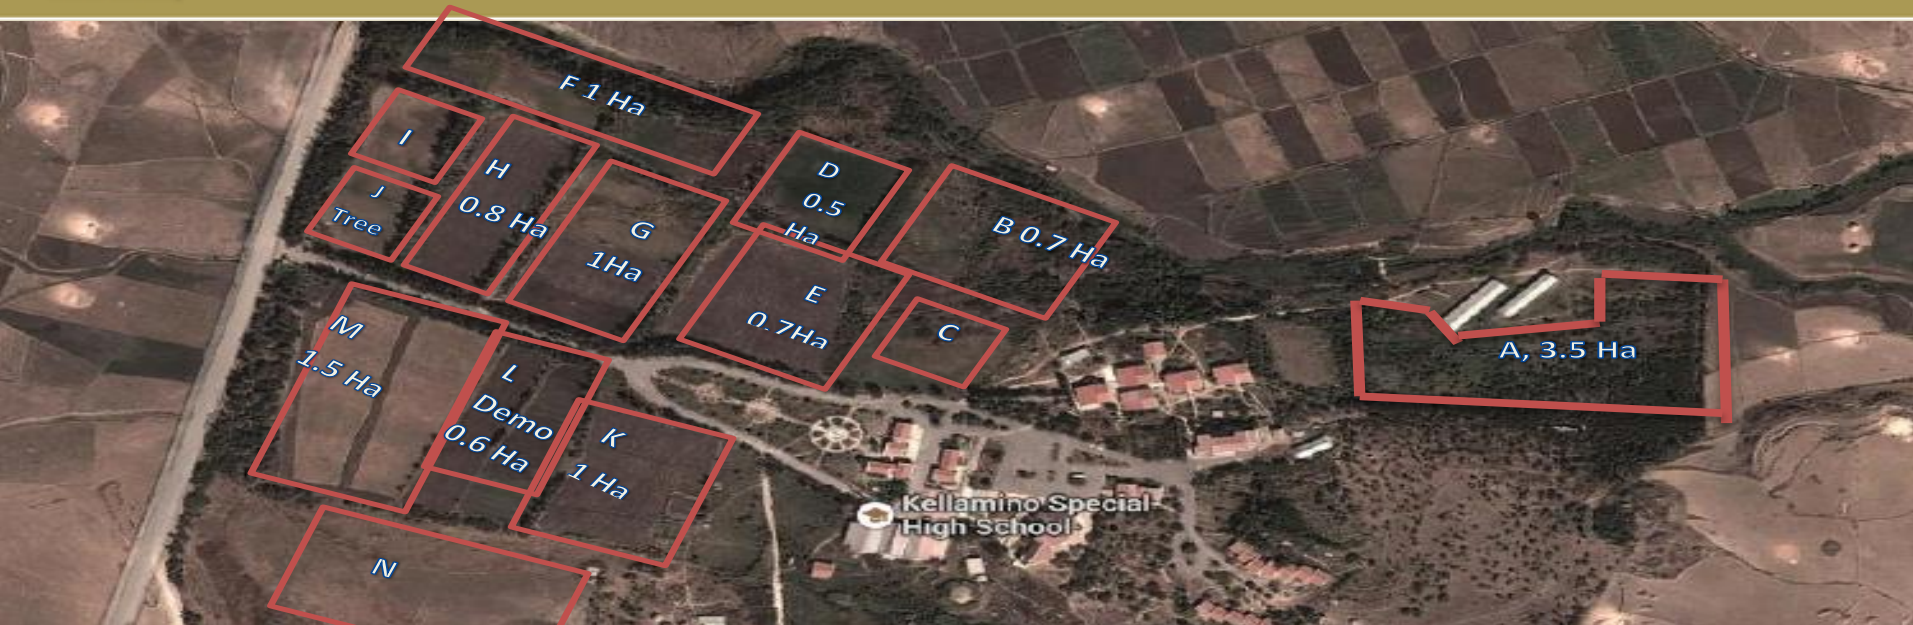 F 1 Ha
I
H
0.8 Ha
J
Tree
G
1Ha
D
0.5
Ha
B 0.7 Ha
E
0.7Ha
C
A, 3.5 Ha
M
1.5 Ha
L
Demo
0.6 Ha
K
1 Ha
Kellamino Special
High School
N